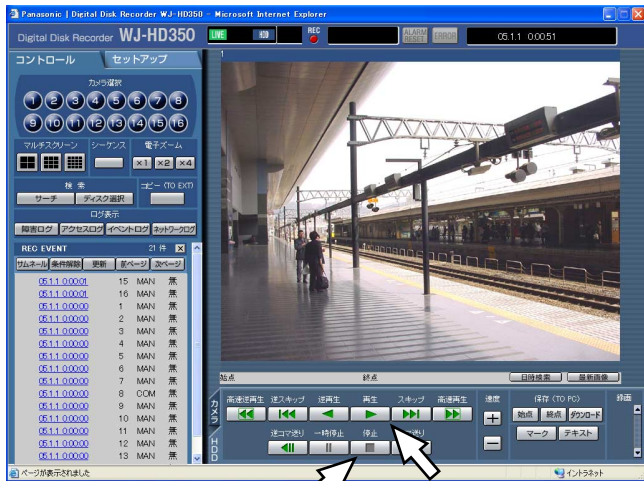 Panasonic | Digital Disk Recorder WJ-HD350 - Microsoft Internet Explorer
Digital Disk Recorder WJ-HD350
LIVE HDD REC ALARM RESET ERROR 05.1.1 0:00:51
コントロール セットアップ
1
カメラ選択
1 2 3 4 5 6 7 8
9 10 11 12 13 14 15 16
マルチスクリーン シーケンス 電子ズーム
×1 ×2 ×4
検索 コピー (TO EXT)
サーチ ディスク選択
ログ表示
障害ログ アクセスログ イベントログ ネットワークログ
REC EVENT 21 件
サムネール 条件解除 更新 前ページ 次ページ
05.1.1 0:00:01 15 MAN 無
05.1.1 0:00:01 16 MAN 無
05.1.1 0:00:00 1 MAN 無
05.1.1 0:00:00 2 MAN 無
05.1.1 0:00:00 3 MAN 無
05.1.1 0:00:00 4 MAN 無
05.1.1 0:00:00 5 MAN 無
05.1.1 0:00:00 6 MAN 無
05.1.1 0:00:00 7 MAN 無
05.1.1 0:00:00 8 COM 無
05.1.1 0:00:00 9 MAN 無
05.1.1 0:00:00 10 MAN 無
05.1.1 0:00:00 11 MAN 無
05.1.1 0:00:00 12 MAN 無
05.1.1 0:00:00 13 MAN 無
始点 終点 日時検索 最新画像
カメラ
HDD
高速逆再生 逆スキップ 逆再生 再生 スキップ 高速再生 速度 保存 (TO PC) 録画
始点 終点 ダウンロード
逆コマ送り 一時停止 停止 マ送り
マーク テキスト
ページが表示されました イントラネット